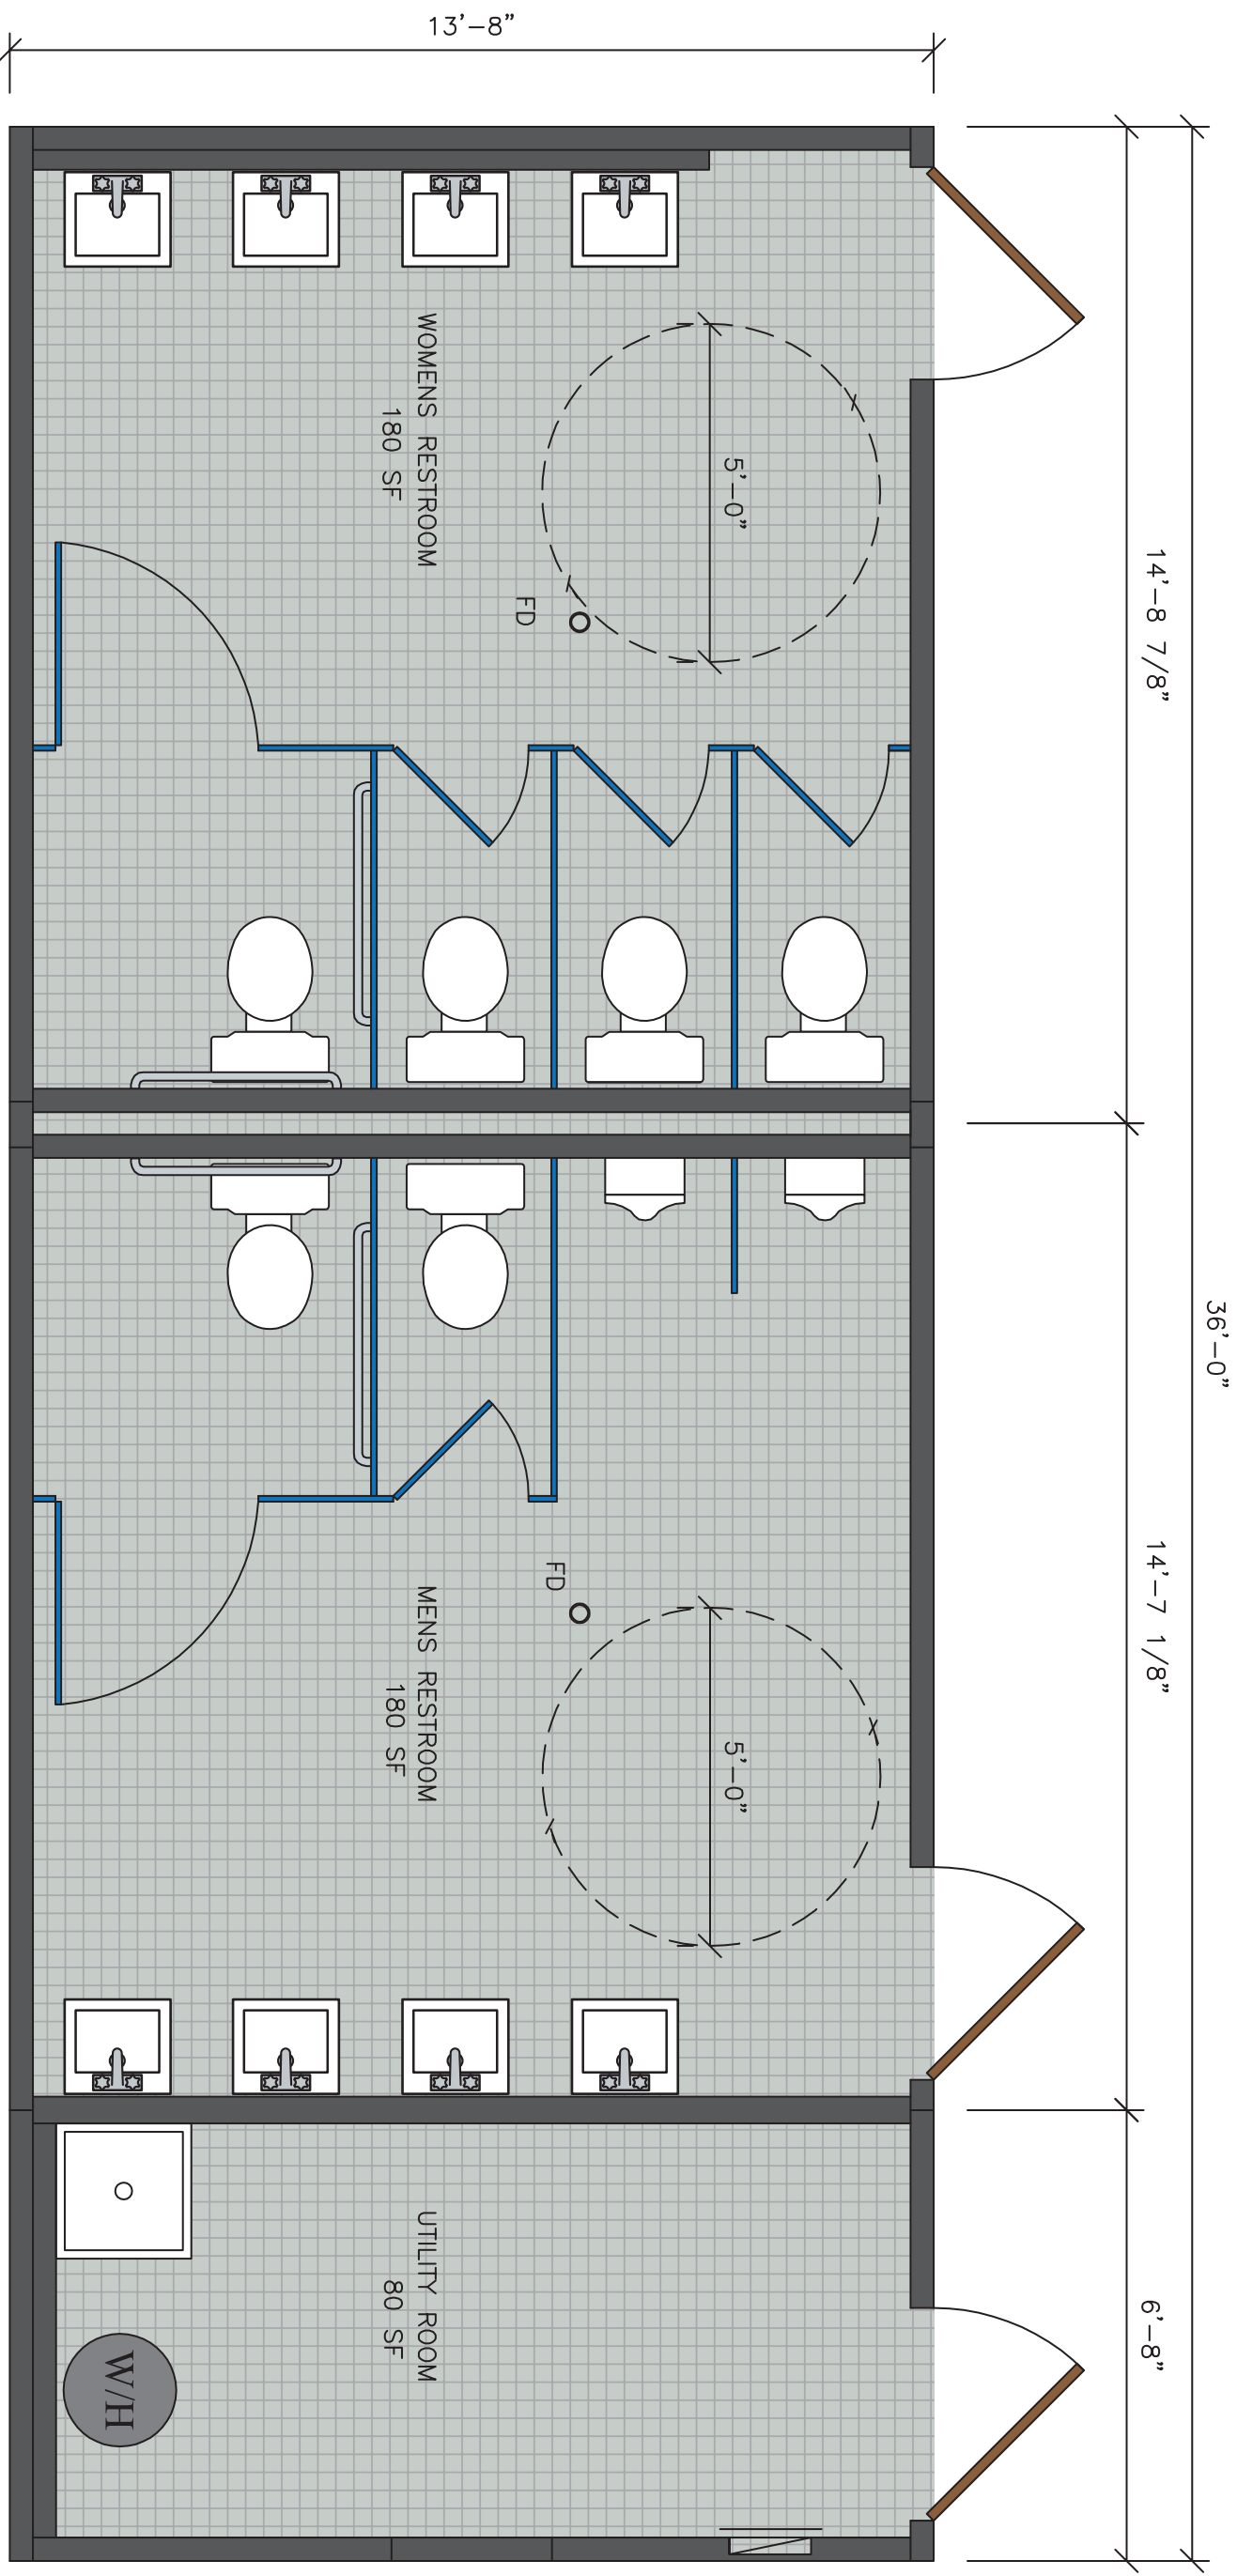 13’-8”
WOMENS RESTROOM
180 SF
5’-0”
FD
14’-8 7/8”
36’-0”
FD
MENS RESTROOM
180 SF
5’-0”
14’-7 1/8”
UTILITY ROOM
80 SF
6’-8”
W/H